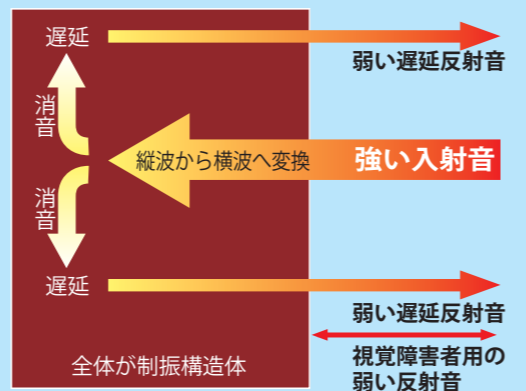 遅延
弱い遅延反射音
消音
縦波から横波へ変換
強い入射音
消音
遅延
弱い遅延反射音
視覚障害者用の
弱い反射音
全体が制振構造体